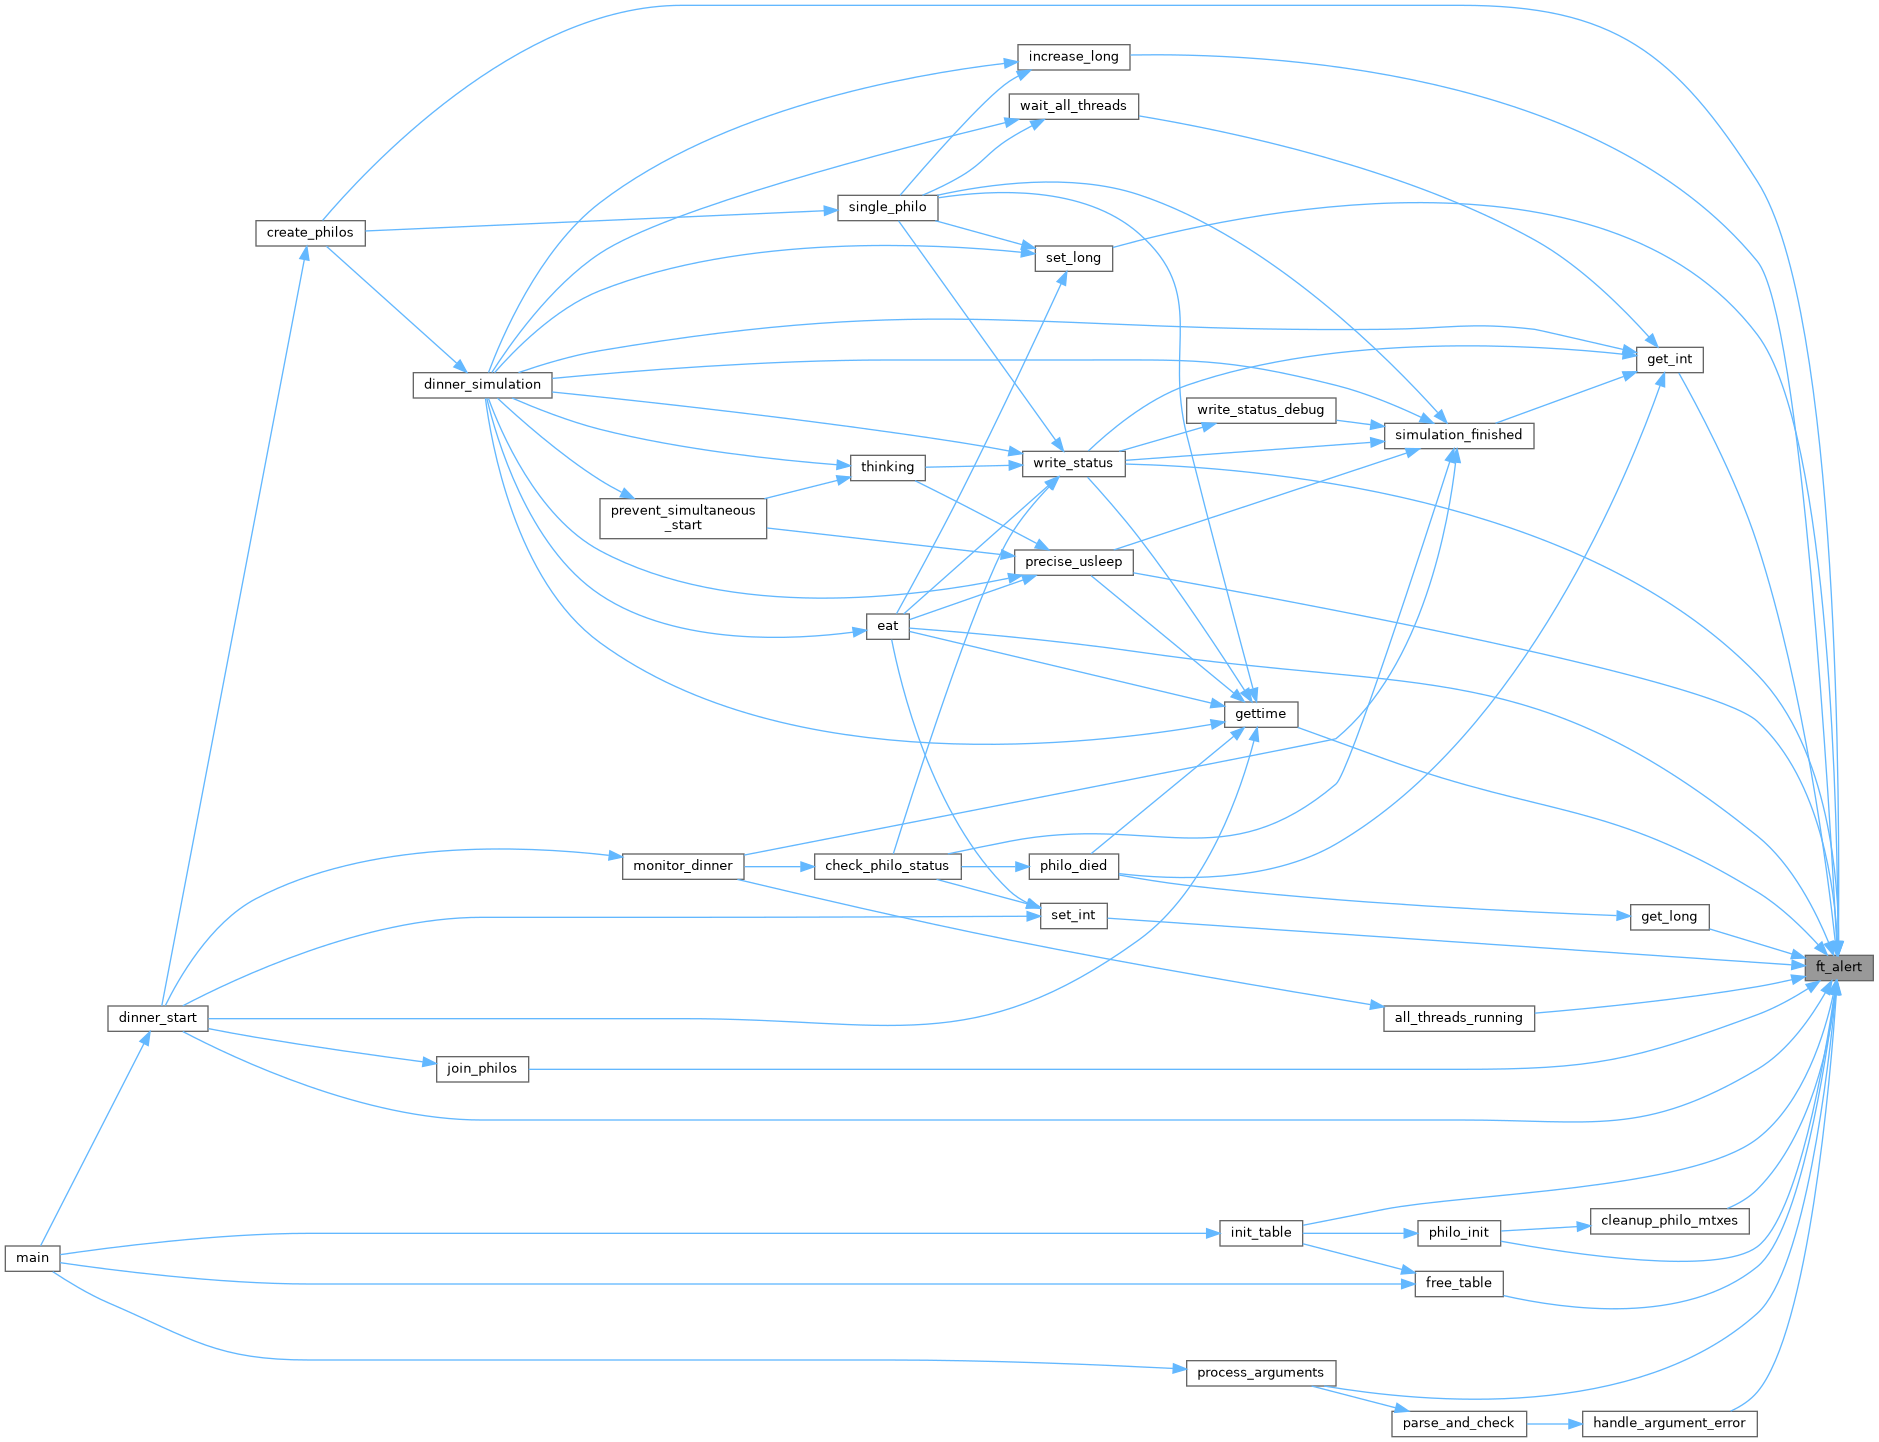 increase_long
wait_all_threads
single_philo
create_philos
set_long
get_int
dinner_simulation
write_status_debug
simulation_finished
write_status
thinking
prevent_simultaneous
_start
precise_usleep
eat
gettime
monitor_dinner
check_philo_status
philo_died
set_int
get_long
ft_alert
dinner_start
all_threads_running
join_philos
cleanup_philo_mtxes
init_table
philo_init
main
free_table
process_arguments
parse_and_check
handle_argument_error